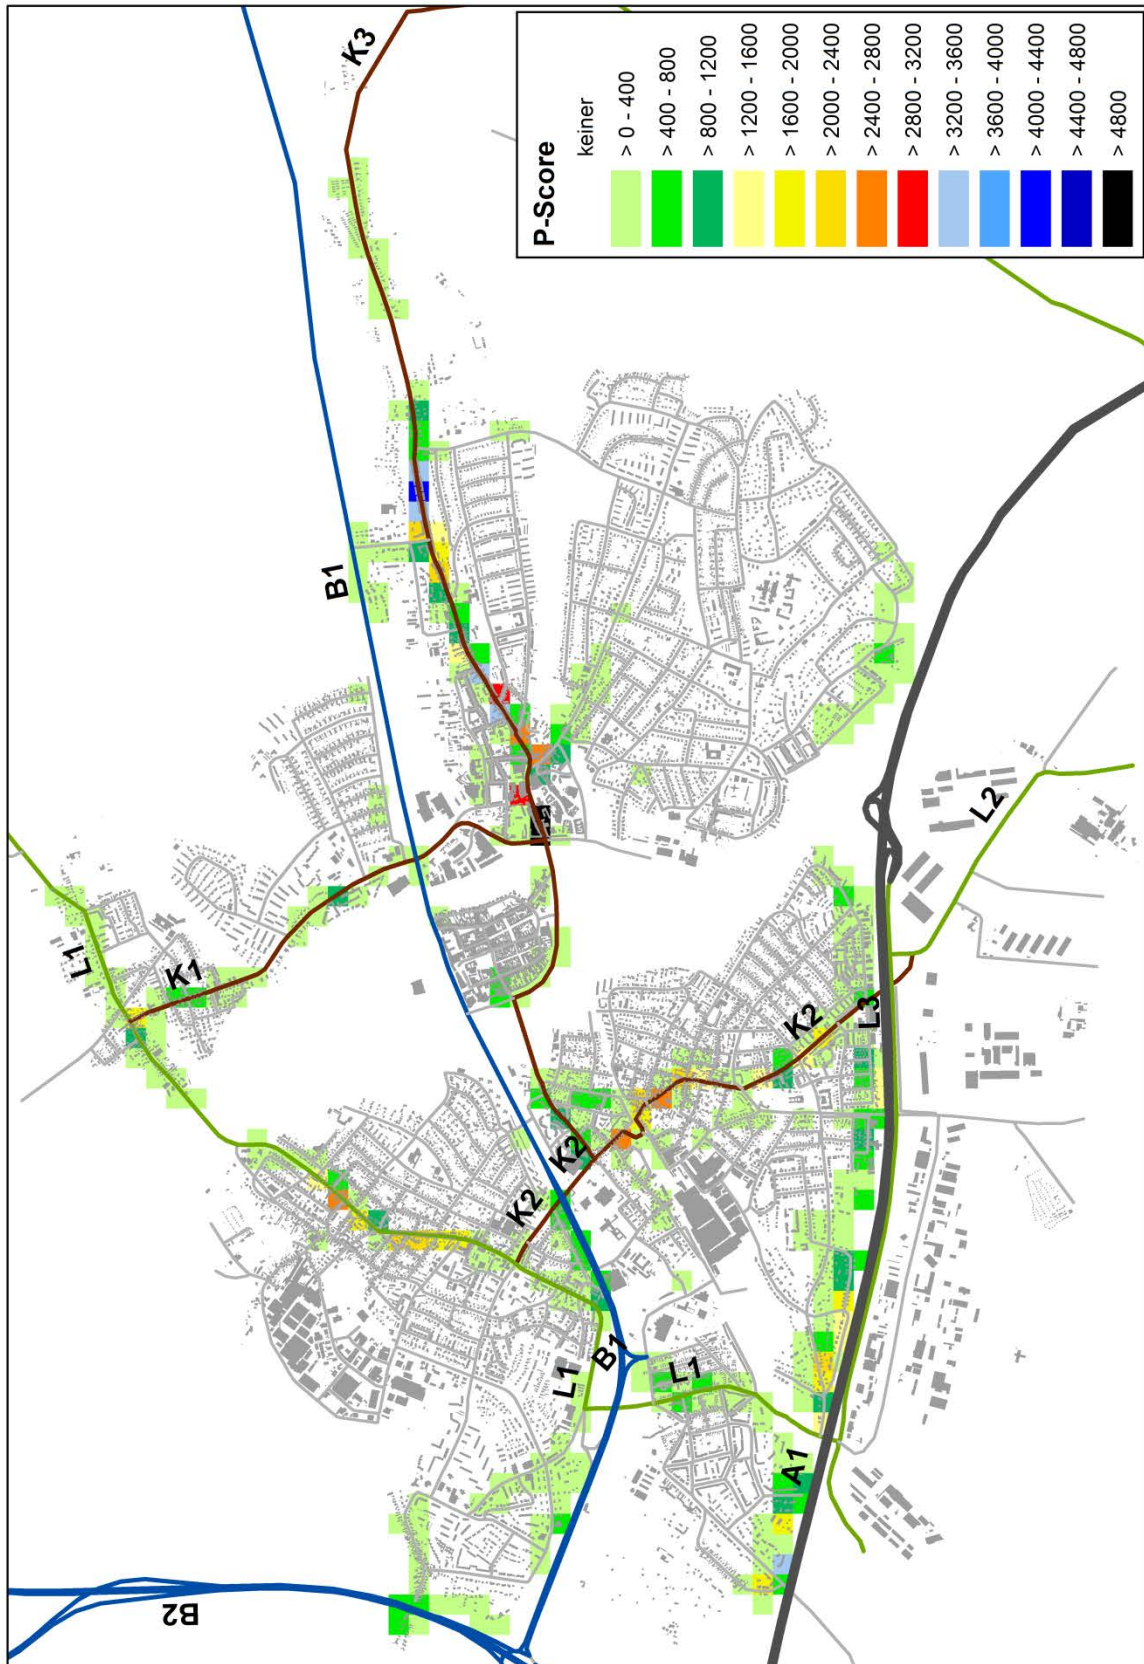 P-Score
keiner
> 0 - 400
> 400 - 800
> 800 - 1200
> 1200 - 1600
> 1600 - 2000
> 2000 - 2400
> 2400 - 2800
> 2800 - 3200
> 3200 - 3600
> 3600 - 4000
> 4000 - 4400
> 4400 - 4800
> 4800
K3
B1
L1
K1
L2
K2
L3
K2
K2
B1
L1
L1
A1
B2